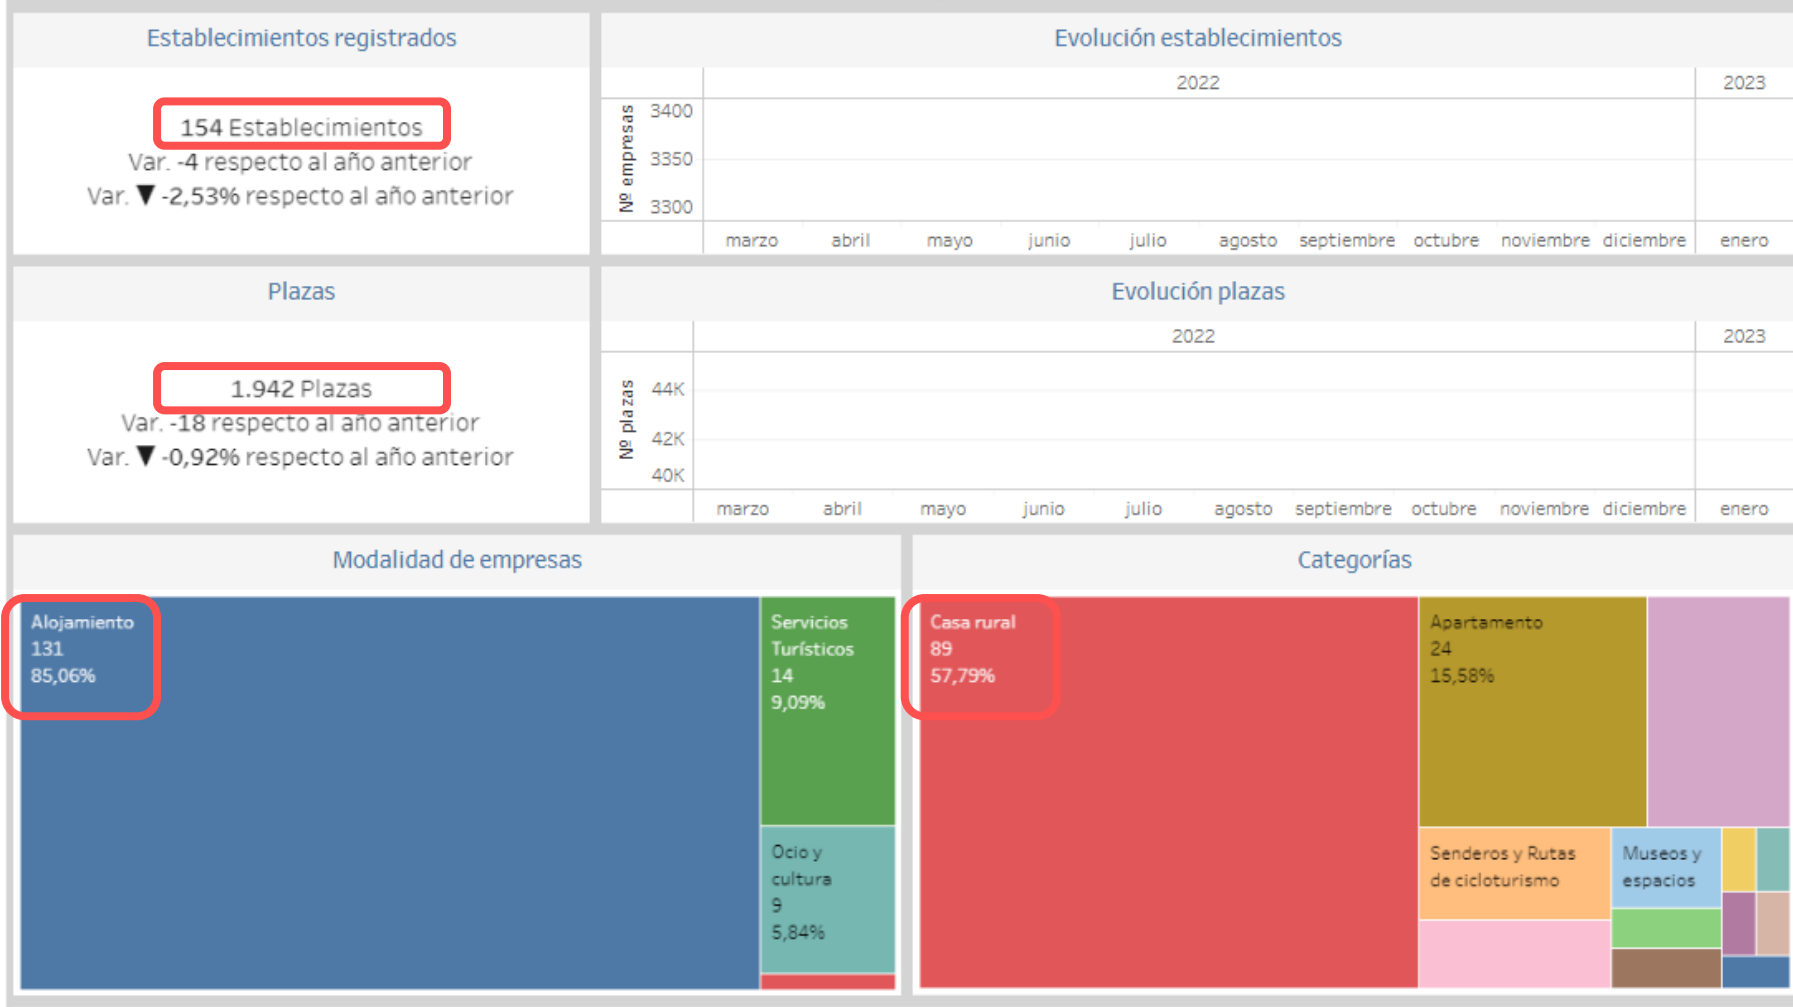 Establecimientos registrados
154 Establecimientos
Var. -4 respecto al año anterior
Var. ▼ -2,53% respecto al año anterior
Evolución establecimientos
2022
2023
Nº empresas
3400
3350
3300
marzo abril mayo junio julio agosto septiembre octubre noviembre diciembre enero
Plazas
1.942 Plazas
Var. -18 respecto al año anterior
Var. ▼ -0,92% respecto al año anterior
Evolución plazas
2022
2023
Nº plazas
44K
42K
40K
marzo abril mayo junio julio agosto septiembre octubre noviembre diciembre enero
Modalidad de empresas
Alojamiento
131
85,06%
Servicios
Turísticos
14
9,09%
Ocio y
cultura
9
5,84%
Categorías
Casa rural
89
57,79%
Apartamento
24
15,58%
Senderos y Rutas
de cicloturismo
Museos y
espacios